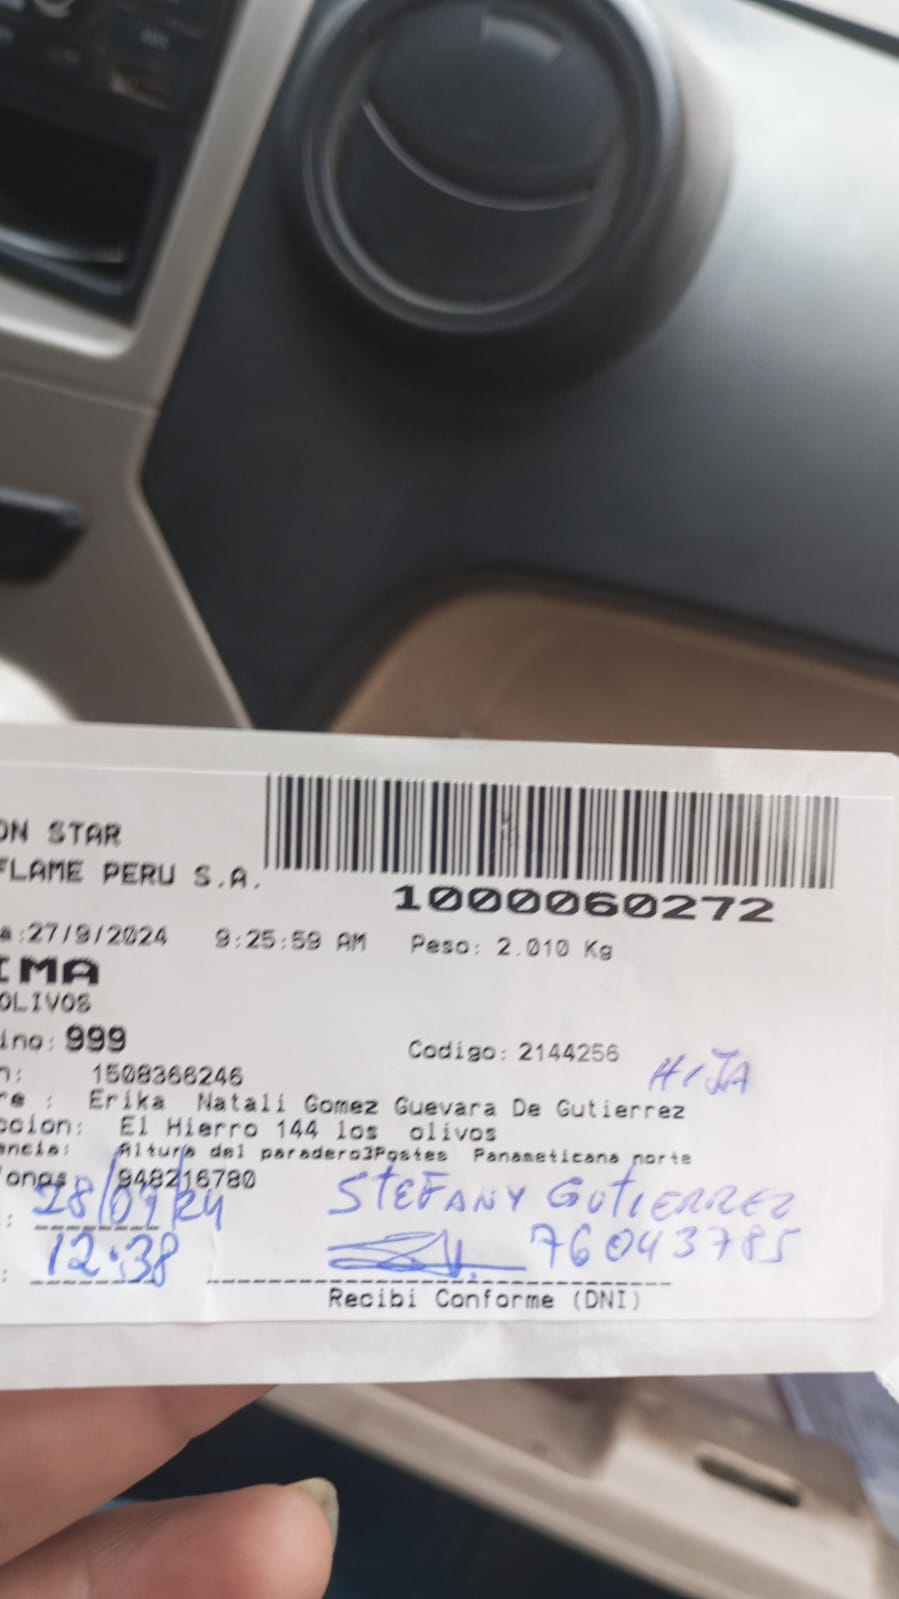 ON STAR
FLAME PERU S.A.
1000060272
a:27/9/2024 9:25:59 AM Peso: 2.010 Kg
IMA
OLIVOS
ino: 999
Codigo: 2144256
HIJA
n: 1508366246
re : Erika Natali Gomez Guevara De Gutierrez
ccion: El Hierro 144 los olivos
encia: Altura del paradero3Postes Panameticana norte
fonos 948216780
: 28/09/24 STEFANY GUTIERREZ
: 12:38 76043785
Recibi Conforme (DNI)